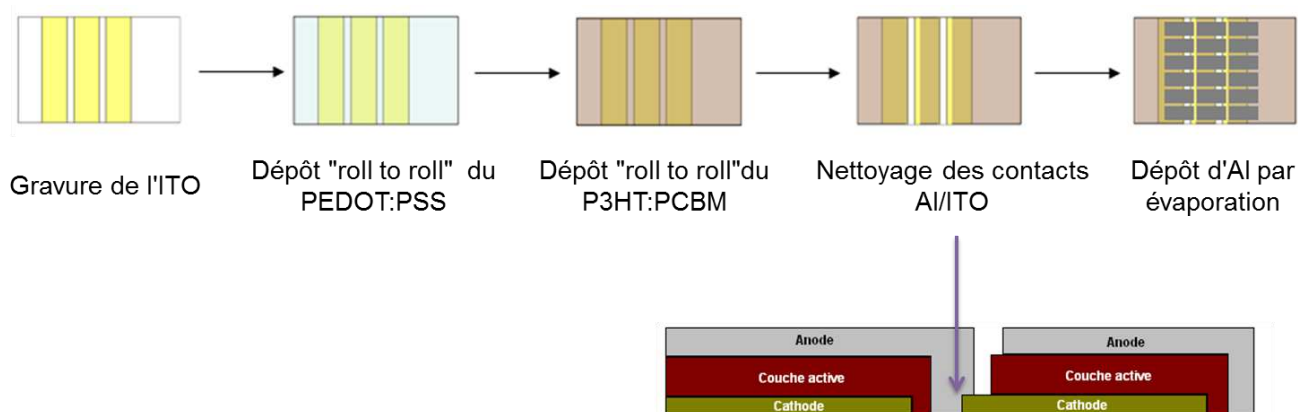 Gravure de l'ITO
Dépôt "roll to roll" du
PEDOT:PSS
Dépôt "roll to roll"du
P3HT:PCBM
Nettoyage des contacts
Al/ITO
Dépôt d'Al par
évaporation
Anode
Couche active
Cathode
Anode
Couche active
Cathode